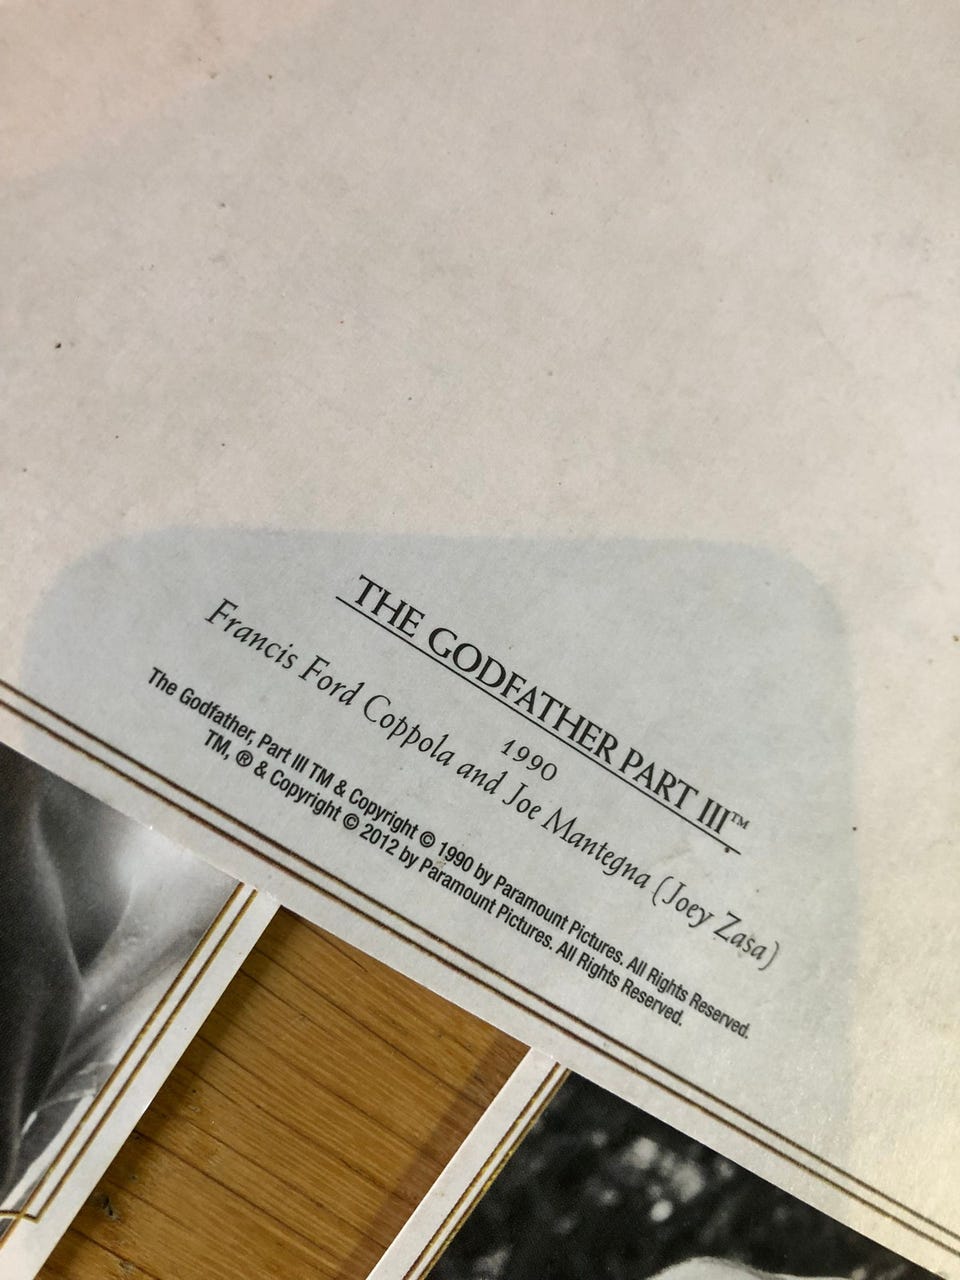 THE GODFATHER PART III™
1990
Francis Ford Coppola and Joe Mantegna (Joey Zasa)
The Godfather, Part III TM & Copyright © 1990 by Paramount Pictures. All Rights Reserved.
TM, ® & Copyright © 2012 by Paramount Pictures. All Rights Reserved.